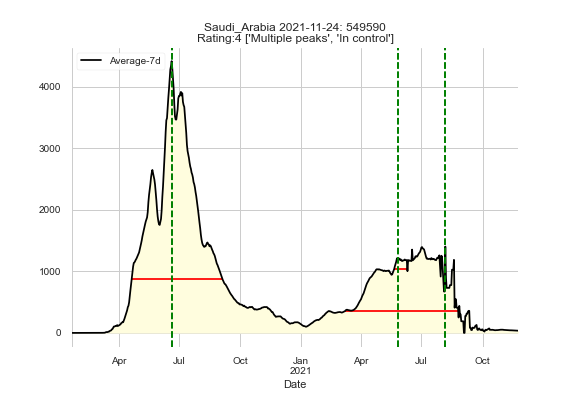 Saudi_Arabia 2021-11-24: 549590
Rating:4 ['Multiple peaks', 'In control']
Average-7d
4000
3000
2000
1000
0
Apr Jul Oct Jan Apr Jul Oct
2021
Date